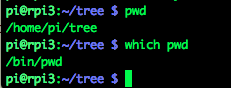 pi@rpi3:~/tree $ pwd
/home/pi/tree
pi@rpi3:~/tree $ which pwd
/bin/pwd
pi@rpi3:~/tree $